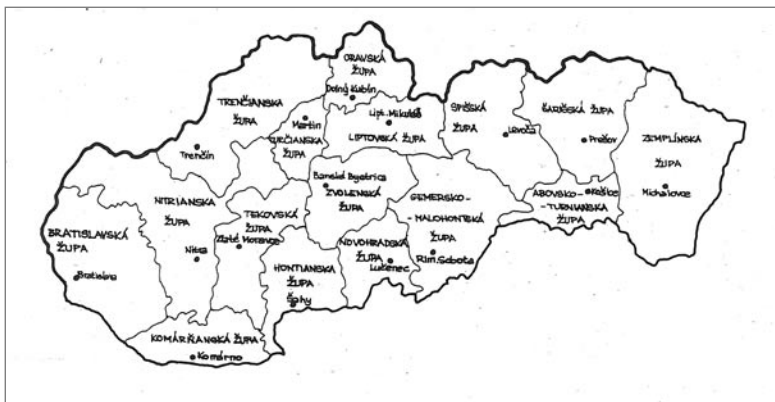 ORAVSKÁ
ŽUPA
Dolný Kubín
TRENČIANSKA
ŽUPA
Trenčín
Martin
TURČIANSKA
ŽUPA
Lipt. Mikuláš
LIPTOVSKÁ ŽUPA
SPIŠSKÁ
ŽUPA
Levoča
ŠARIŠSKÁ ŽUPA
Prešov
ZEMPLÍNSKA
ŽUPA
Michalovce
ABOVSKO-
-TURNIANSKA
ŽUPA
Košice
BRATISLAVSKÁ
ŽUPA
Bratislava
NITRIANSKA
ŽUPA
Nitra
TEKOVSKÁ
ŽUPA
Zlaté Moravce
Banská Bystrica
ZVOLENSKÁ
ŽUPA
GEMERSKO-
-MALOHONTSKÁ
ŽUPA
Rim. Sobota
NOVOHRADSKÁ
ŽUPA
Lučenec
HONTIANSKA
ŽUPA
Šahy
KOMÁRŇANSKÁ ŽUPA
Komárno